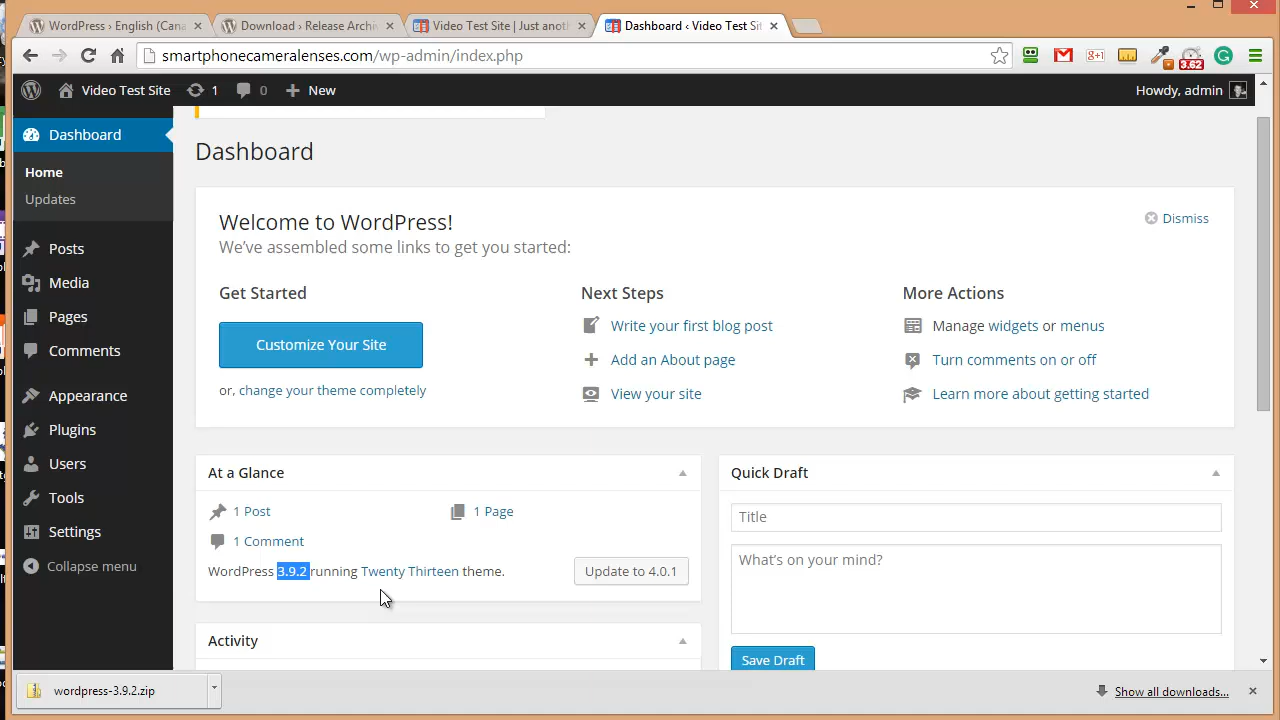 WordPress › English (Cana
Download › Release Archiv
Video Test Site | Just anoth
Dashboard ‹ Video Test Sit
smartphonecameralenses.com/wp-admin/index.php
3.62
Video Test Site
1
0
New
Howdy, admin
Dashboard
Home
Updates
Posts
Media
Pages
Comments
Appearance
Plugins
Users
Tools
Settings
Collapse menu
Dashboard
Welcome to WordPress!
Dismiss
We've assembled some links to get you started:
Get Started
Customize Your Site
or, change your theme completely
Next Steps
Write your first blog post
Add an About page
View your site
More Actions
Manage widgets or menus
Turn comments on or off
Learn more about getting started
At a Glance
1 Post
1 Page
1 Comment
WordPress 3.9.2 running Twenty Thirteen theme.
Update to 4.0.1
Activity
Quick Draft
Title
What's on your mind?
Save Draft
wordpress-3.9.2.zip
Show all downloads...